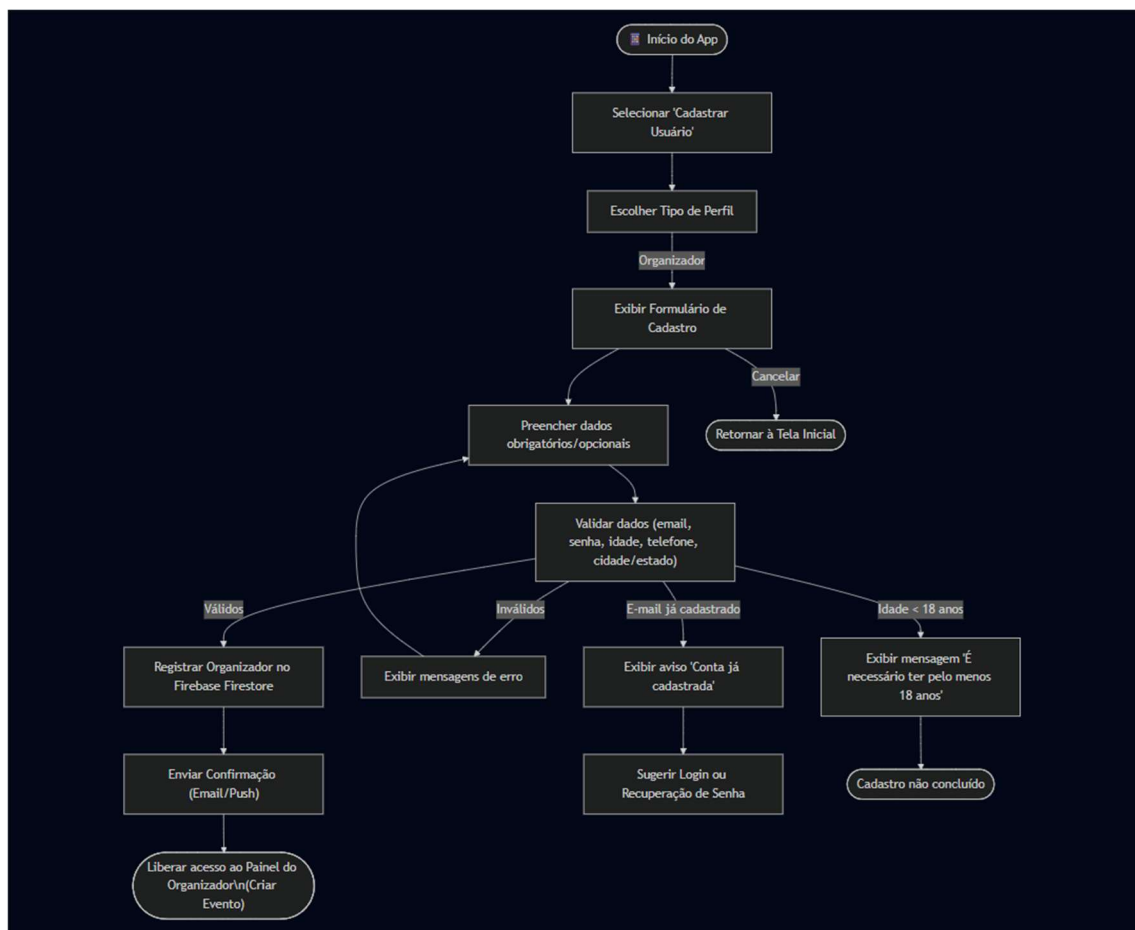 Início do App
Selecionar 'Cadastrar
Usuário'
Escolher Tipo de Perfil
Organizador
Exibir Formulário de
Cadastro
Cancelar
Preencher dados
obrigatórios/opcionais
Retornar à Tela Inicial
Validar dados (email,
senha, idade, telefone,
cidade/estado)
Válidos
Inválidos
E-mail já cadastrado
Idade < 18 anos
Registrar Organizador no
Firebase Firestore
Exibir mensagens de erro
Exibir aviso 'Conta já
cadastrada'
Exibir mensagem 'É
necessário ter pelo menos
18 anos'
Enviar Confirmação
(Email/Push)
Sugerir Login ou
Recuperação de Senha
Cadastro não concluído
Liberar acesso ao Painel do
Organizador\n(Criar
Evento)